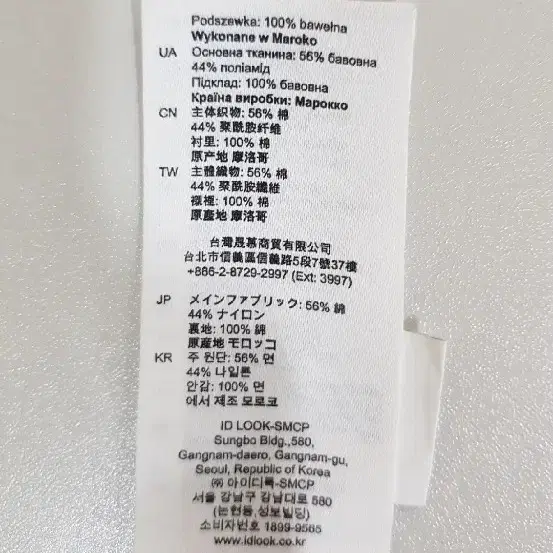 Podszewka: 100% bawełna
Wykonane w Maroko
UA Основна тканина: 56% бавовна
44% поліамід
Підклад: 100% бавовна
Країна виробки: Марокко
CN 主体织物: 56% 棉
44% 聚酰胺纤维
衬里: 100% 棉
原产地 摩洛哥
TW 主體織物: 56% 棉
44% 聚酰胺纖維
襯裡: 100% 棉
原產地 摩洛哥
台灣晟慕商貿有限公司
台北市信義區信義路5段7號37樓
+886-2-8729-2997 (Ext: 3997)
JP メインファブリック: 56% 綿
44% ナイロン
裏地: 100% 綿
原産地 モロッコ
KR 주 원단: 56% 면
44% 나일론
안감: 100% 면
에서 제조 모로코
ID LOOK-SMCP
Sungbo Bldg.,580,
Gangnam-daero, Gangnam-gu,
Seoul, Republic of Korea
㈜ 아이디룩-SMCP
서울 강남구 강남대로 580
(논현동,성보빌딩)
소비자번호 1899-9565
www.idlook.co.kr